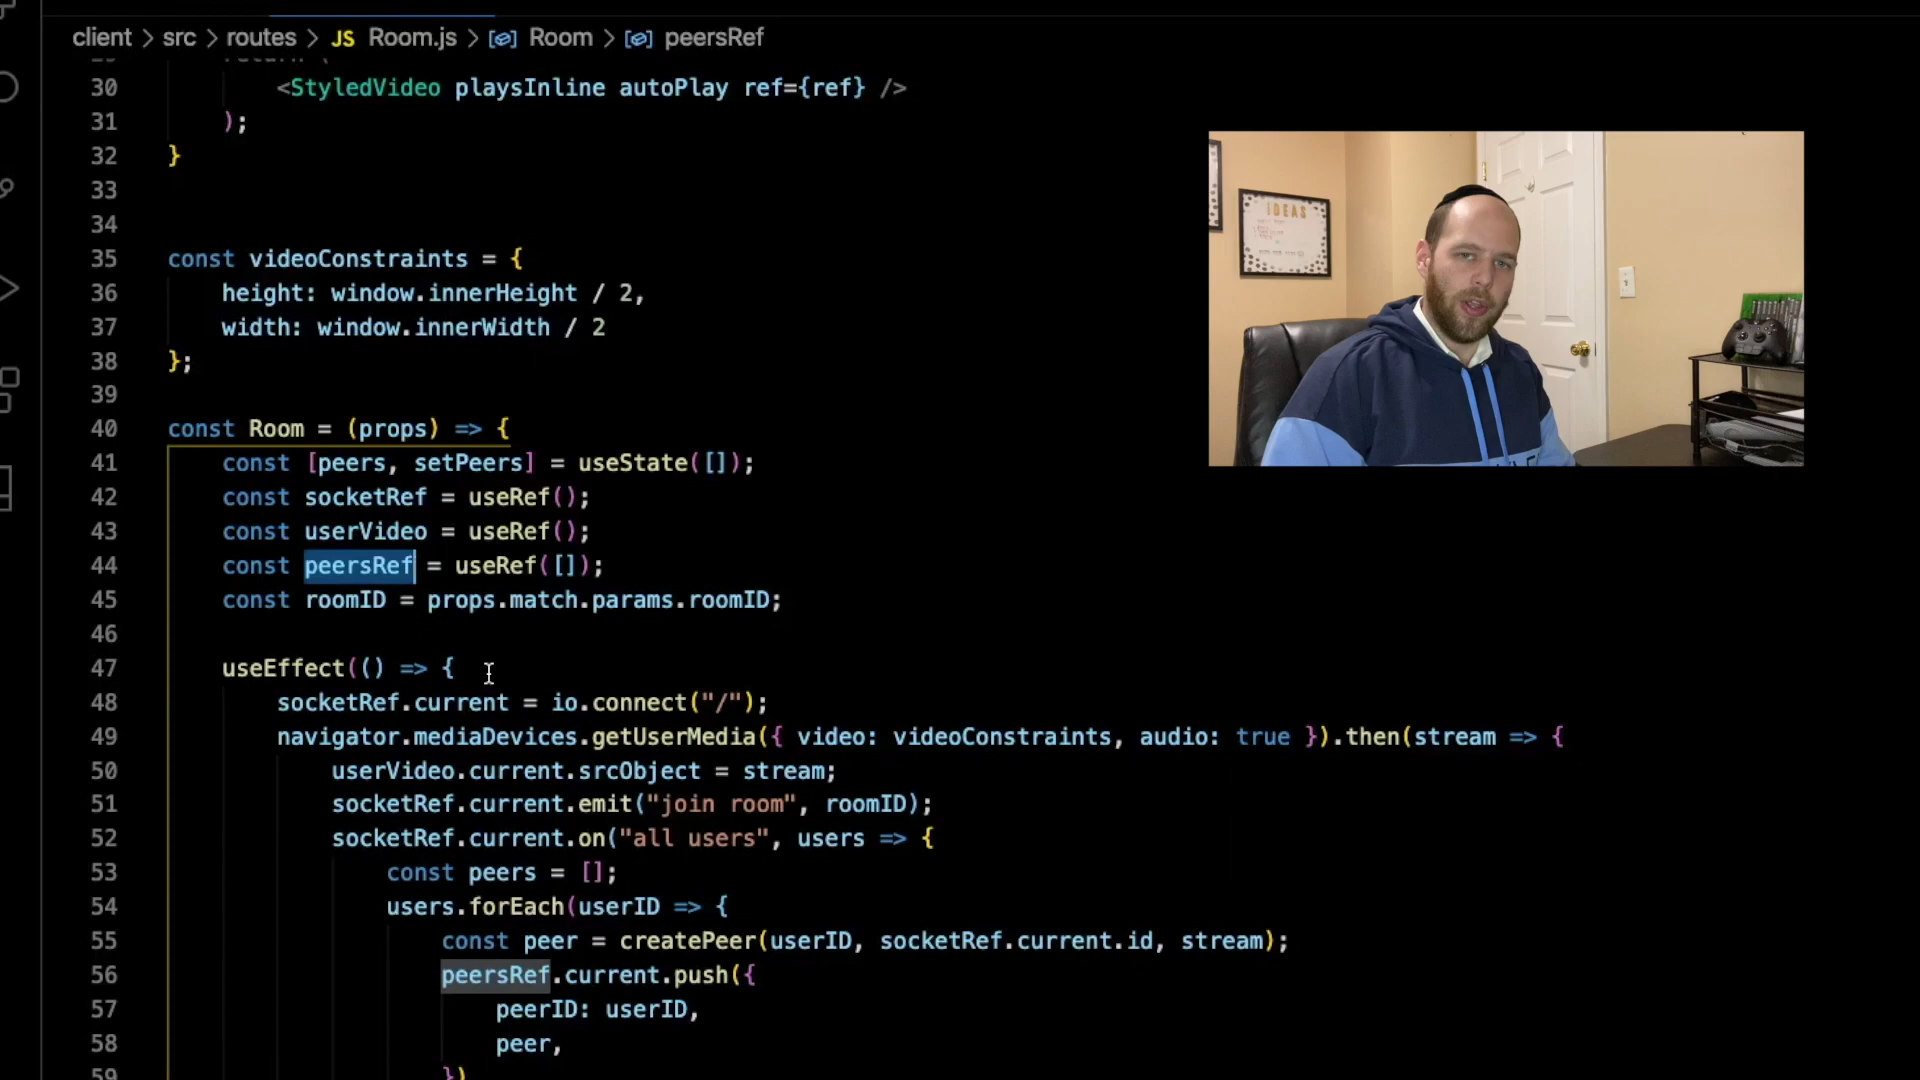 client > src > routes > JS Room.js > Room > peersRef
30 <StyledVideo playsInline autoPlay ref={ref} />
31 );
32 }
33
34
35 const videoConstraints = {
36 height: window.innerHeight / 2,
37 width: window.innerWidth / 2
38 };
39
40 const Room = (props) => {
41 const [peers, setPeers] = useState([]);
42 const socketRef = useRef();
43 const userVideo = useRef();
44 const peersRef = useRef([]);
45 const roomID = props.match.params.roomID;
46
47 useEffect(() => {
48 socketRef.current = io.connect("/");
49 navigator.mediaDevices.getUserMedia({ video: videoConstraints, audio: true }).then(stream => {
50 userVideo.current.srcObject = stream;
51 socketRef.current.emit("join room", roomID);
52 socketRef.current.on("all users", users => {
53 const peers = [];
54 users.forEach(userID => {
55 const peer = createPeer(userID, socketRef.current.id, stream);
56 peersRef.current.push({
57 peerID: userID,
58 peer,
59 })
IDEAS